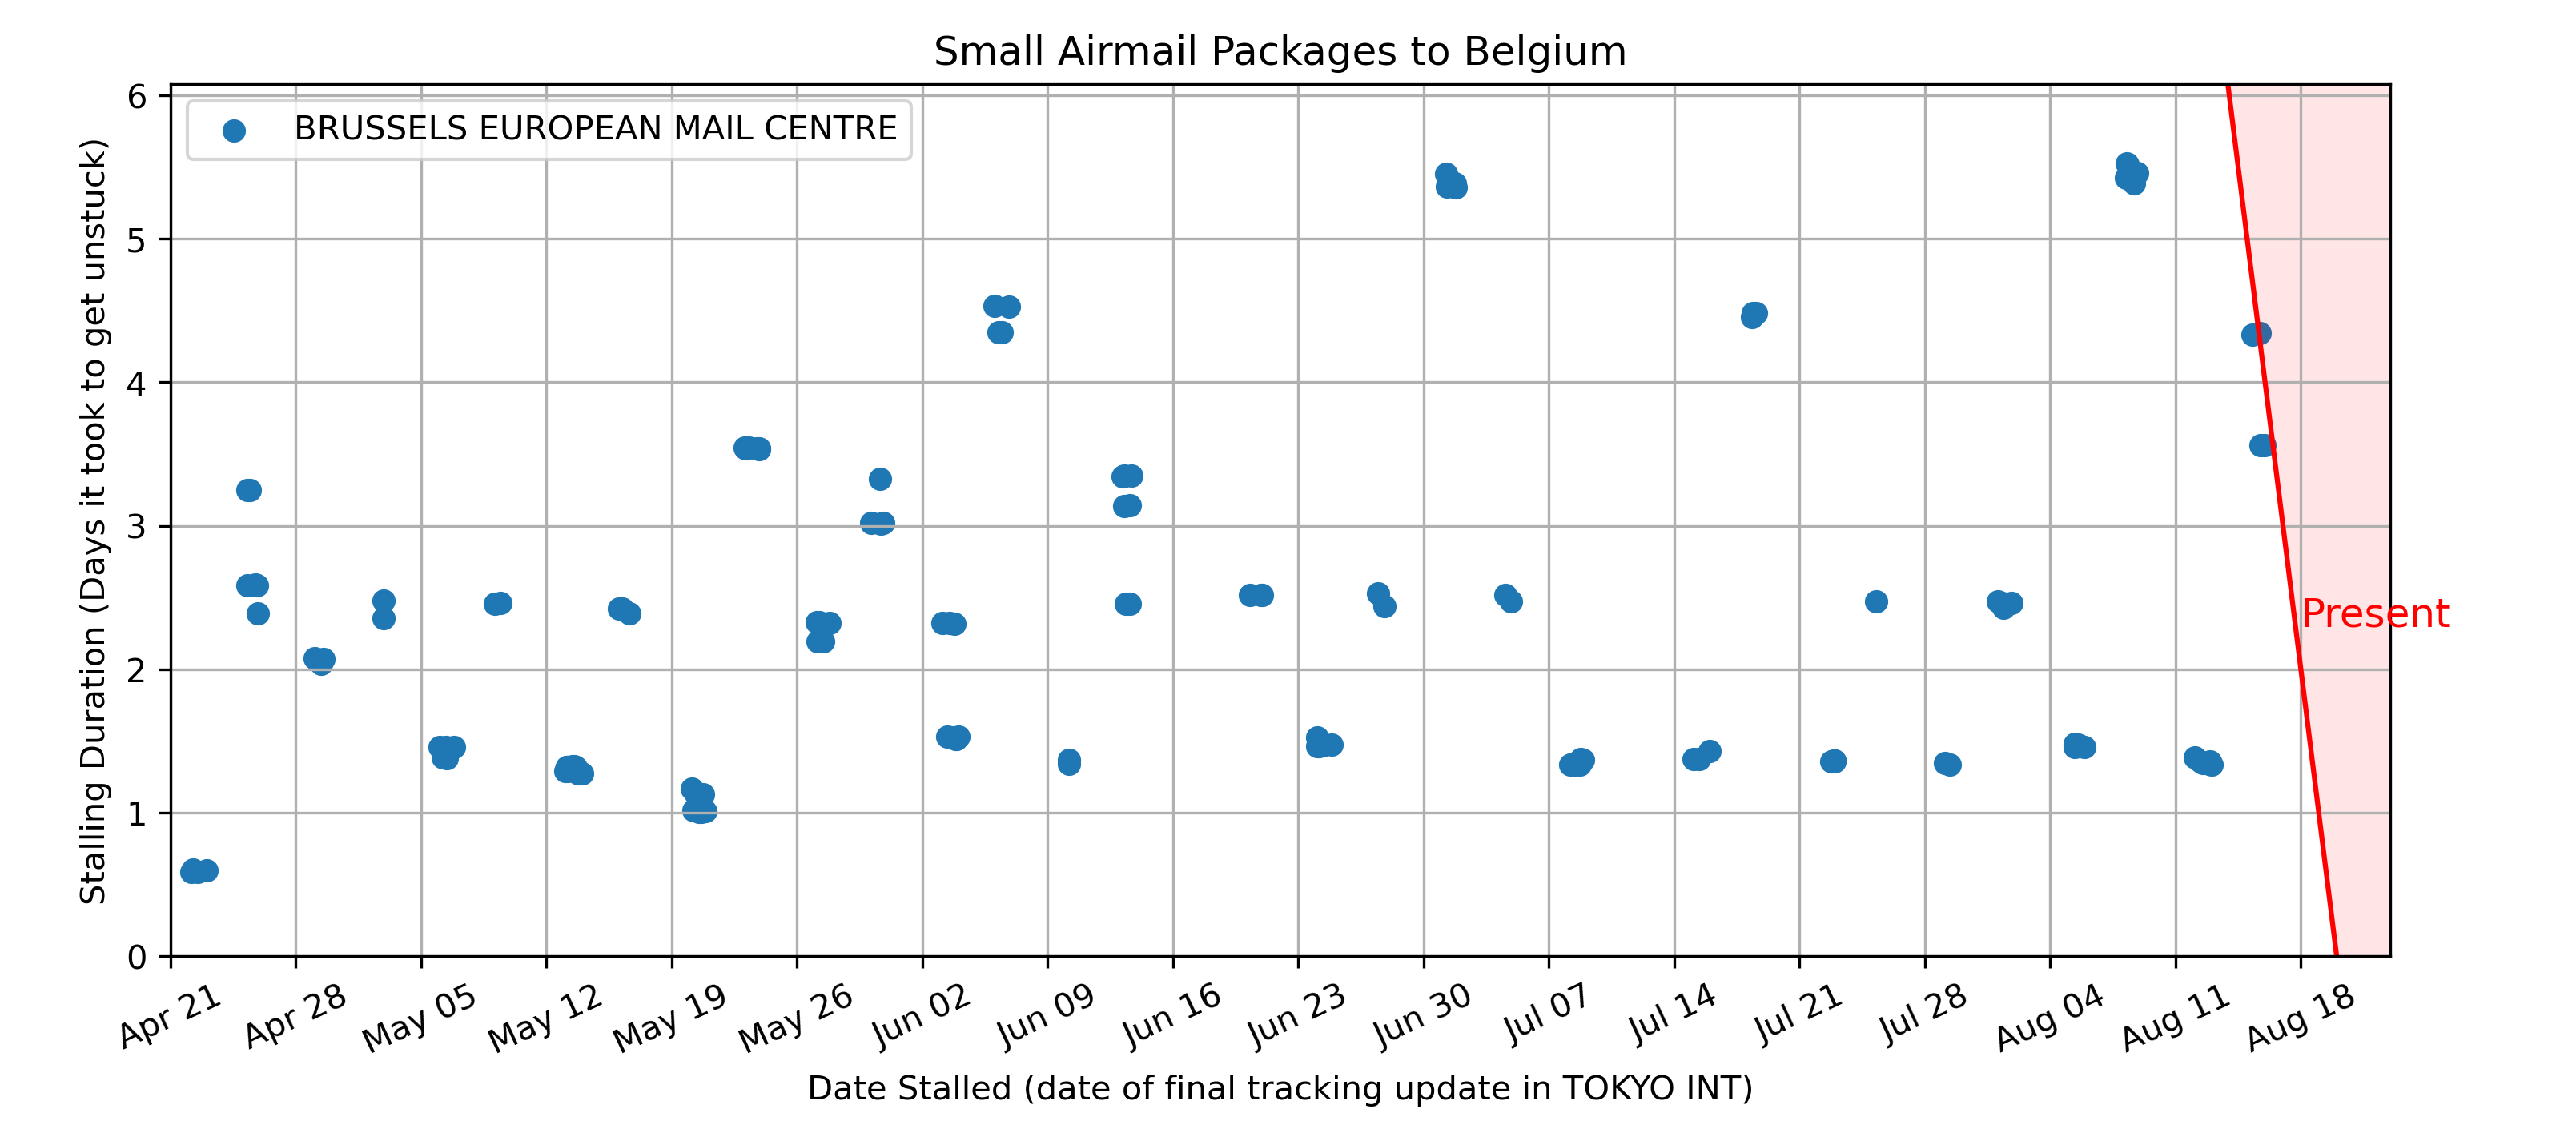 Small Airmail Packages to Belgium
BRUSSELS EUROPEAN MAIL CENTRE
Stalling Duration (Days it took to get unstuck)
6
5
4
3
2
1
0
Present
Apr 21
Apr 28
May 05
May 12
May 19
May 26
Jun 02
Jun 09
Jun 16
Jun 23
Jun 30
Jul 07
Jul 14
Jul 21
Jul 28
Aug 04
Aug 11
Aug 18
Date Stalled (date of final tracking update in TOKYO INT)